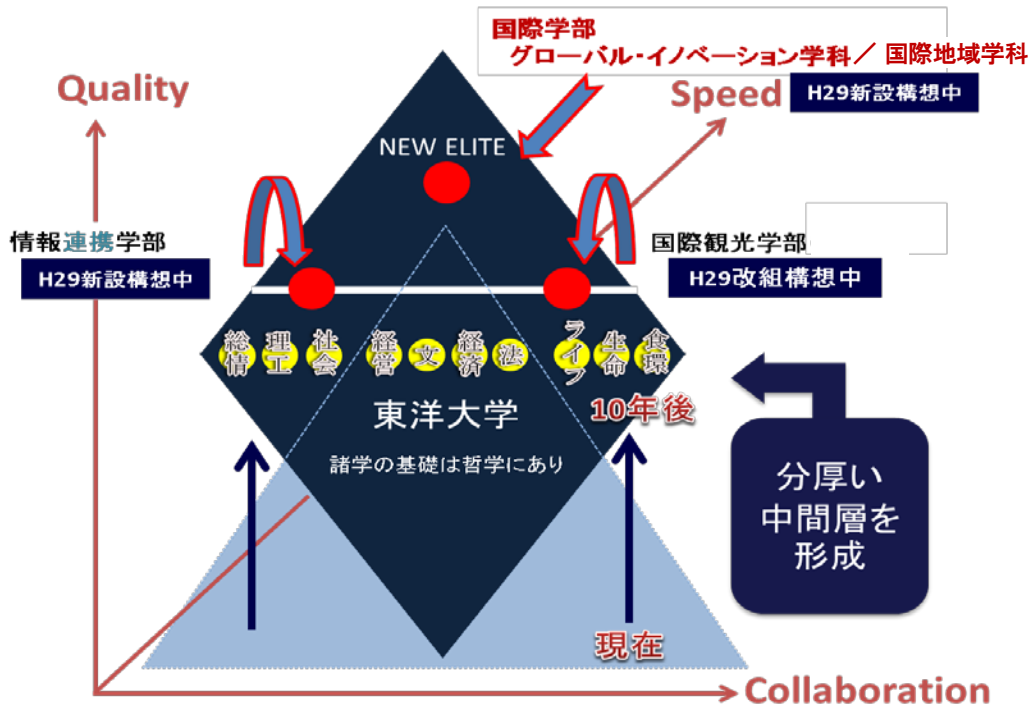 国際学部
グローバル・イノベーション学科／国際地域学科
Quality
Speed
H29新設構想中
NEW ELITE
情報連携学部
H29新設構想中
国際観光学部
H29改組構想中
総情
理工
社会
経営
文
経済
法
ライフ
生命
食環
東洋大学
10年後
諸学の基礎は哲学にあり
分厚い
中間層を
形成
現在
Collaboration